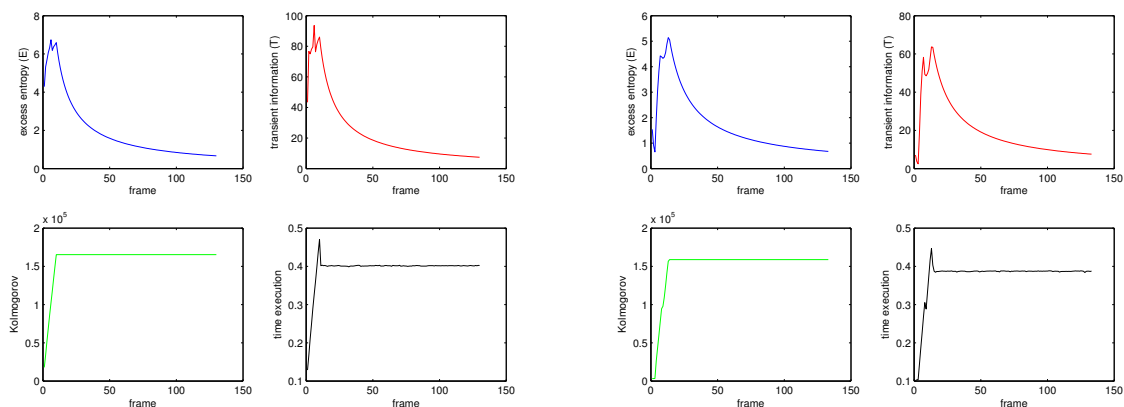 excess entropy (E)
8
6
4
2
0
0 50 100 150
frame
transient information (T)
100
80
60
40
20
0
0 50 100 150
frame
excess entropy (E)
6
5
4
3
2
1
0
0 50 100 150
frame
transient information (T)
80
60
40
20
0
0 50 100 150
frame
x 10^5
Kolmogorov
2
1.5
1
0.5
0
0 50 100 150
frame
time execution
0.5
0.4
0.3
0.2
0.1
0 50 100 150
frame
x 10^5
Kolmogorov
2
1.5
1
0.5
0
0 50 100 150
frame
time execution
0.5
0.4
0.3
0.2
0.1
0 50 100 150
frame